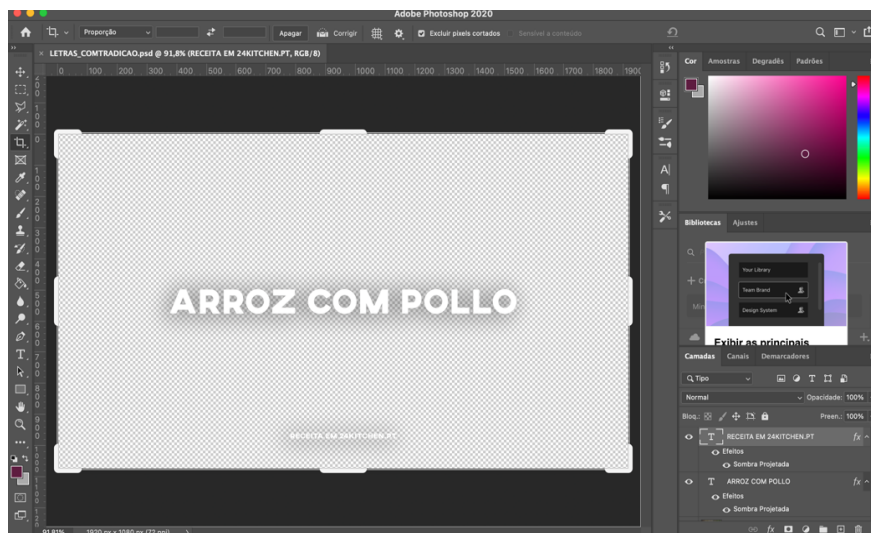 Adobe Photoshop 2020
Proporção
Apagar
Corrigir
Excluir pixels cortados
Sensível a conteúdo
× LETRAS_COMTRADICAO.psd @ 91,8% (RECEITA EM 24KITCHEN.PT, RGB/8)
0 100 200 300 400 500 600 700 800 900 1000 1100 1200 1300 1400 1500 1600 1700 1800 1900
ARROZ COM POLLO
RECEITA EM 24KITCHEN.PT
91,81% 1920 px x 1080 px (72 ppi)
Cor Amostras Degradês Padrões
Bibliotecas Ajustes
Your Library
Team Brand
Design System
Exibir as principais
Camadas Canais Demarcadores
Tipo
Normal Opacidade: 100%
Bloq.: Preen.: 100%
T RECEITA EM 24KITCHEN.PT fx
Efeitos
Sombra Projetada
T ARROZ COM POLLO fx
Efeitos
Sombra Projetada
fx